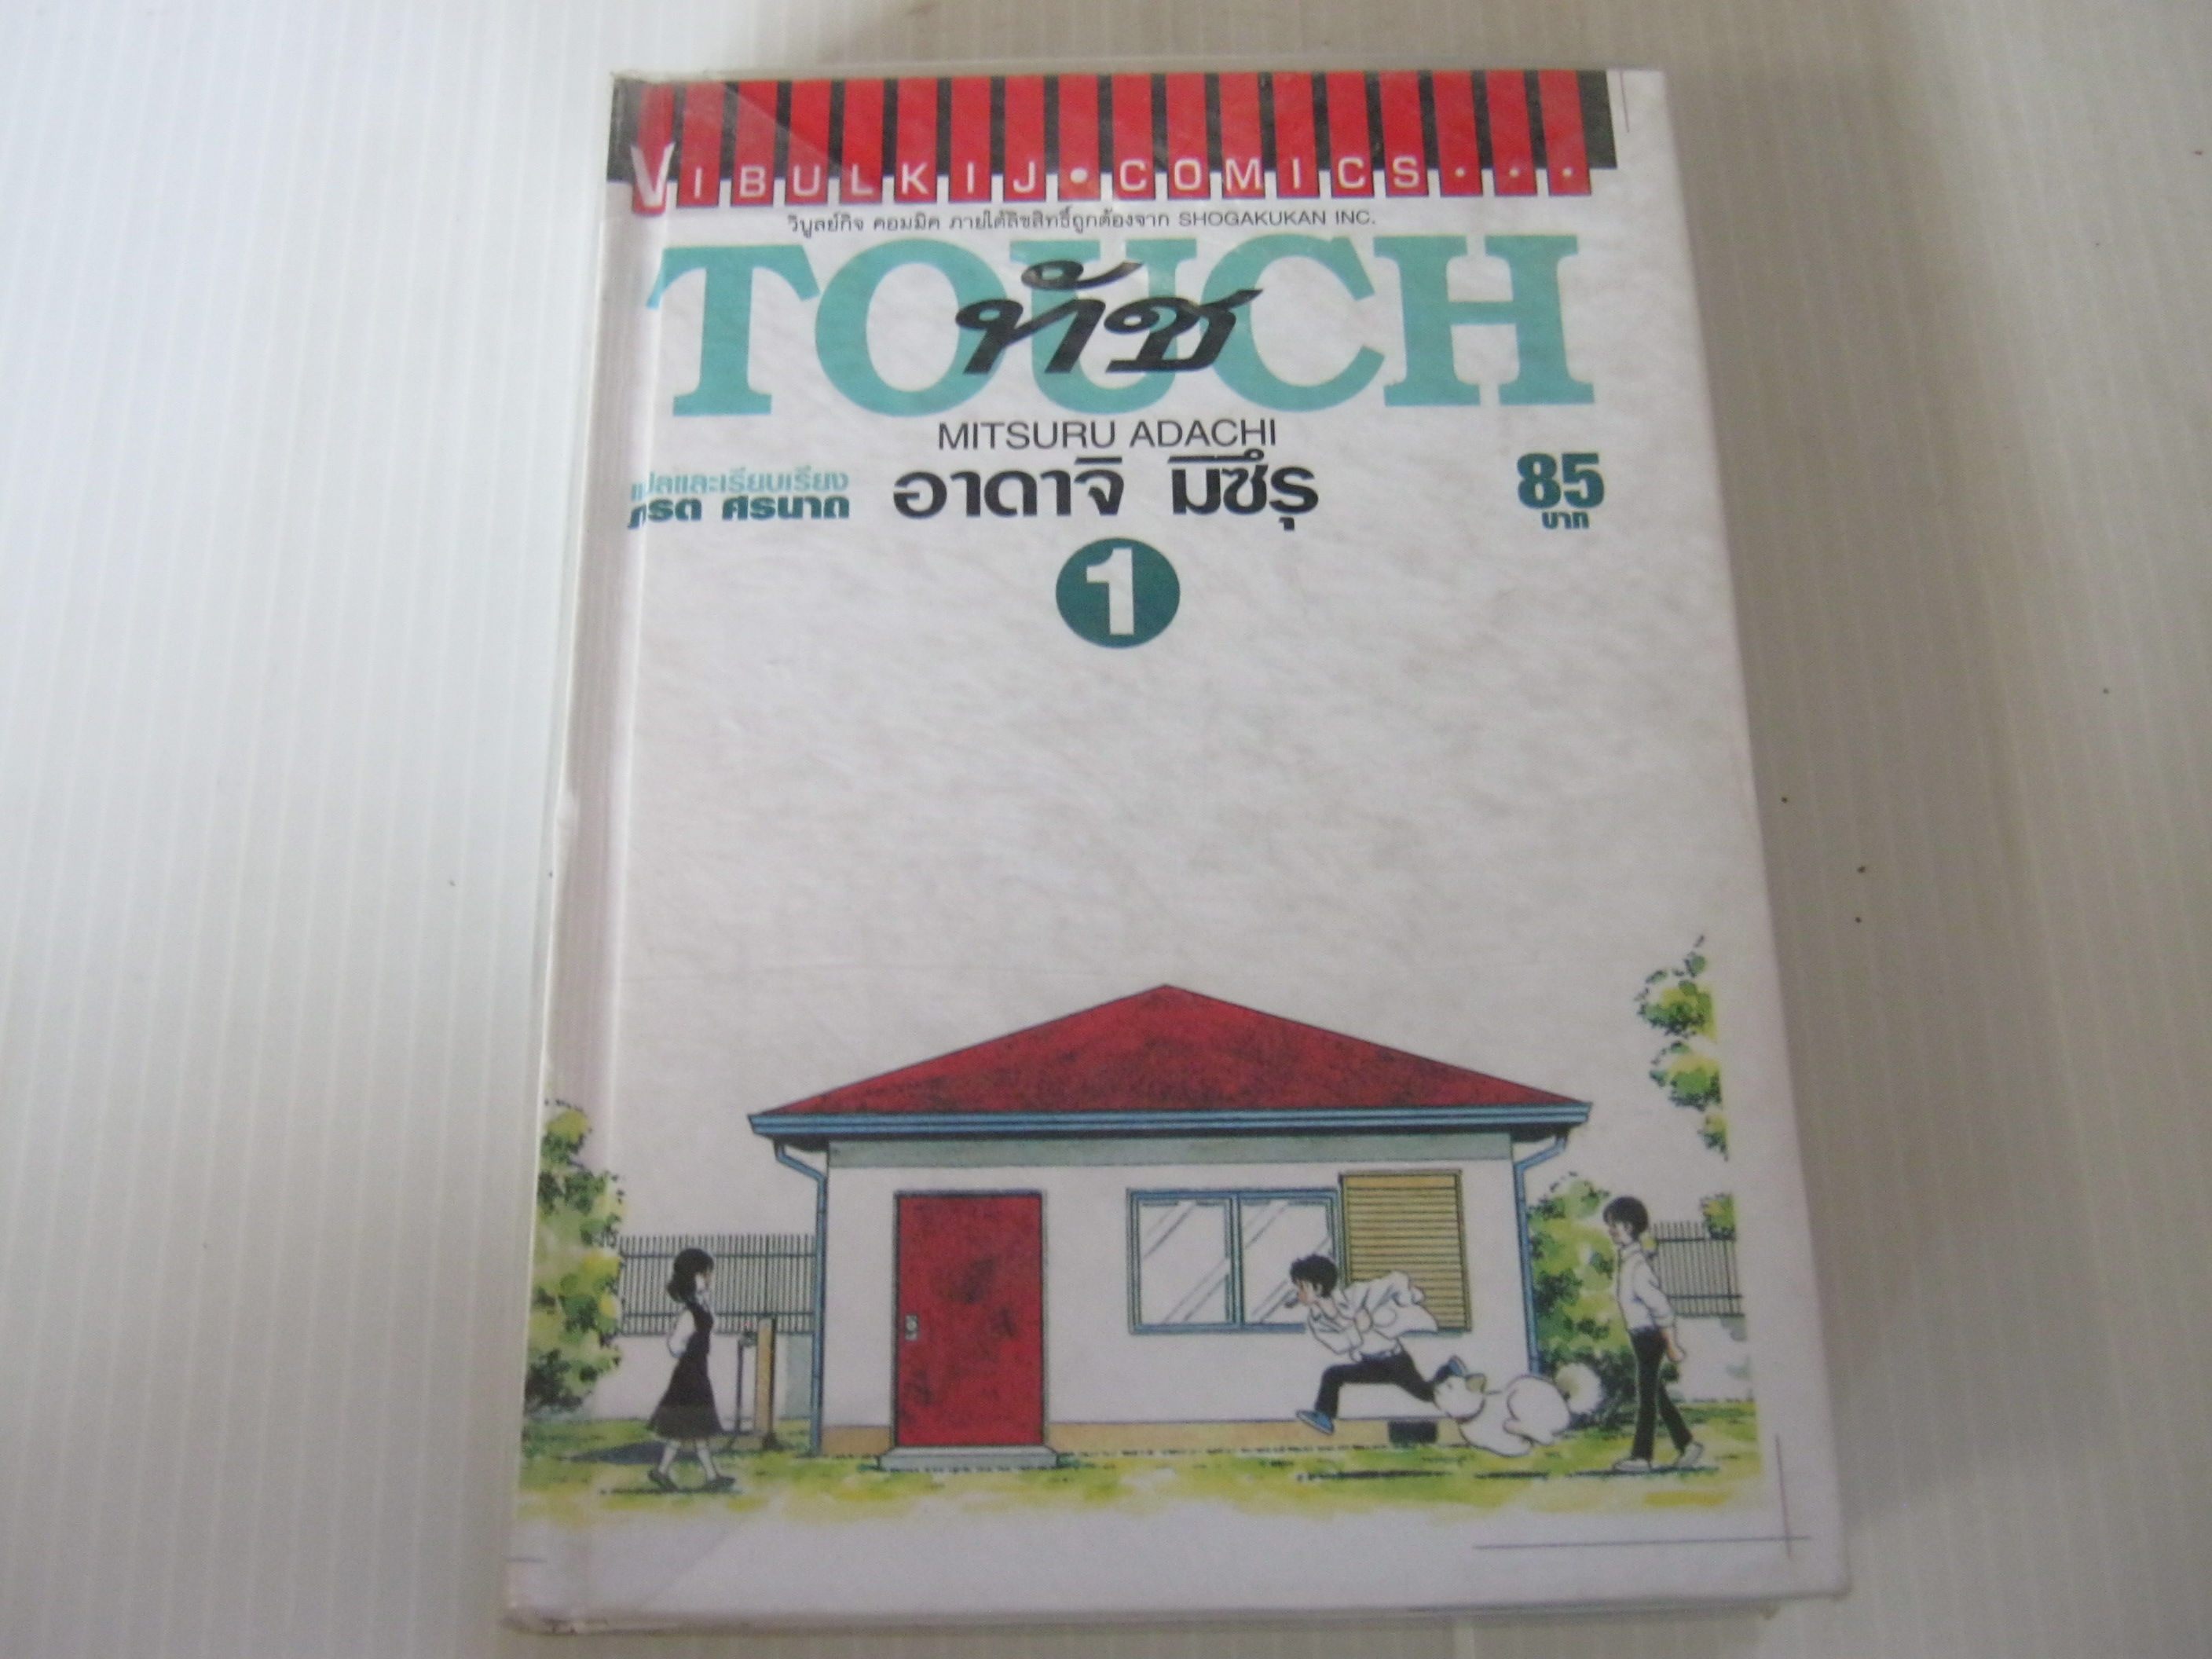 VIBULKIJ•COMICS...
วิบูลย์กิจ คอมมิค ภายใต้ลิขสิทธิ์ถูกต้องจาก SHOGAKUKAN INC.
TOUCH
ทัช
MITSURU ADACHI
อาดาจิ มิซึรุ
แปลและเรียบเรียง
ภรต ศรนาถ
85
บาท
1